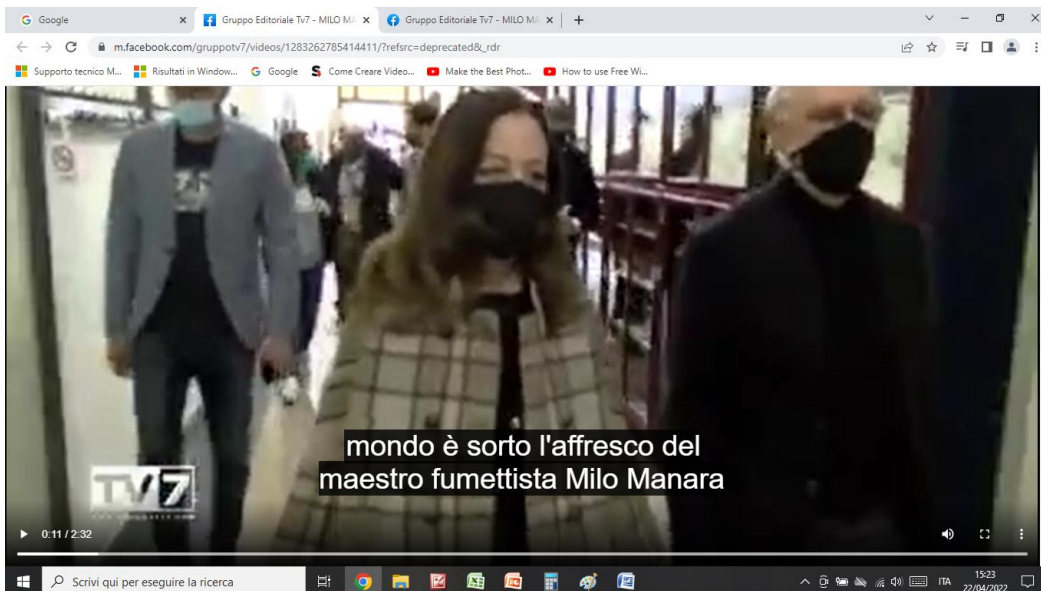 Google
Gruppo Editoriale Tv7 - MILO MA
Gruppo Editoriale Tv7 - MILO MA
m.facebook.com/gruppotv7/videos/1283262785414411/?refsrc=deprecated&_rdr
Supporto tecnico M...
Risultati in Window...
Google
Come Creare Video...
Make the Best Phot...
How to use Free Wi...
mondo è sorto l'affresco del
maestro fumettista Milo Manara
TV7
0:11 / 2:32
Scrivi qui per eseguire la ricerca
ITA
15:23
22/04/2022